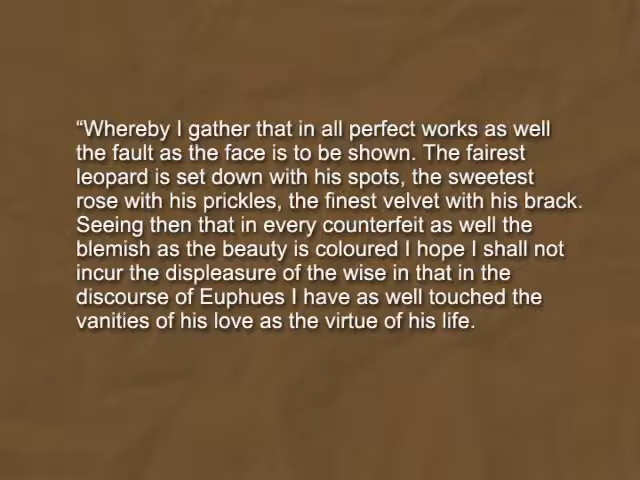 “Whereby I gather that in all perfect works as well
the fault as the face is to be shown. The fairest
leopard is set down with his spots, the sweetest
rose with his prickles, the finest velvet with his brack.
Seeing then that in every counterfeit as well the
blemish as the beauty is coloured I hope I shall not
incur the displeasure of the wise in that in the
discourse of Euphues I have as well touched the
vanities of his love as the virtue of his life.